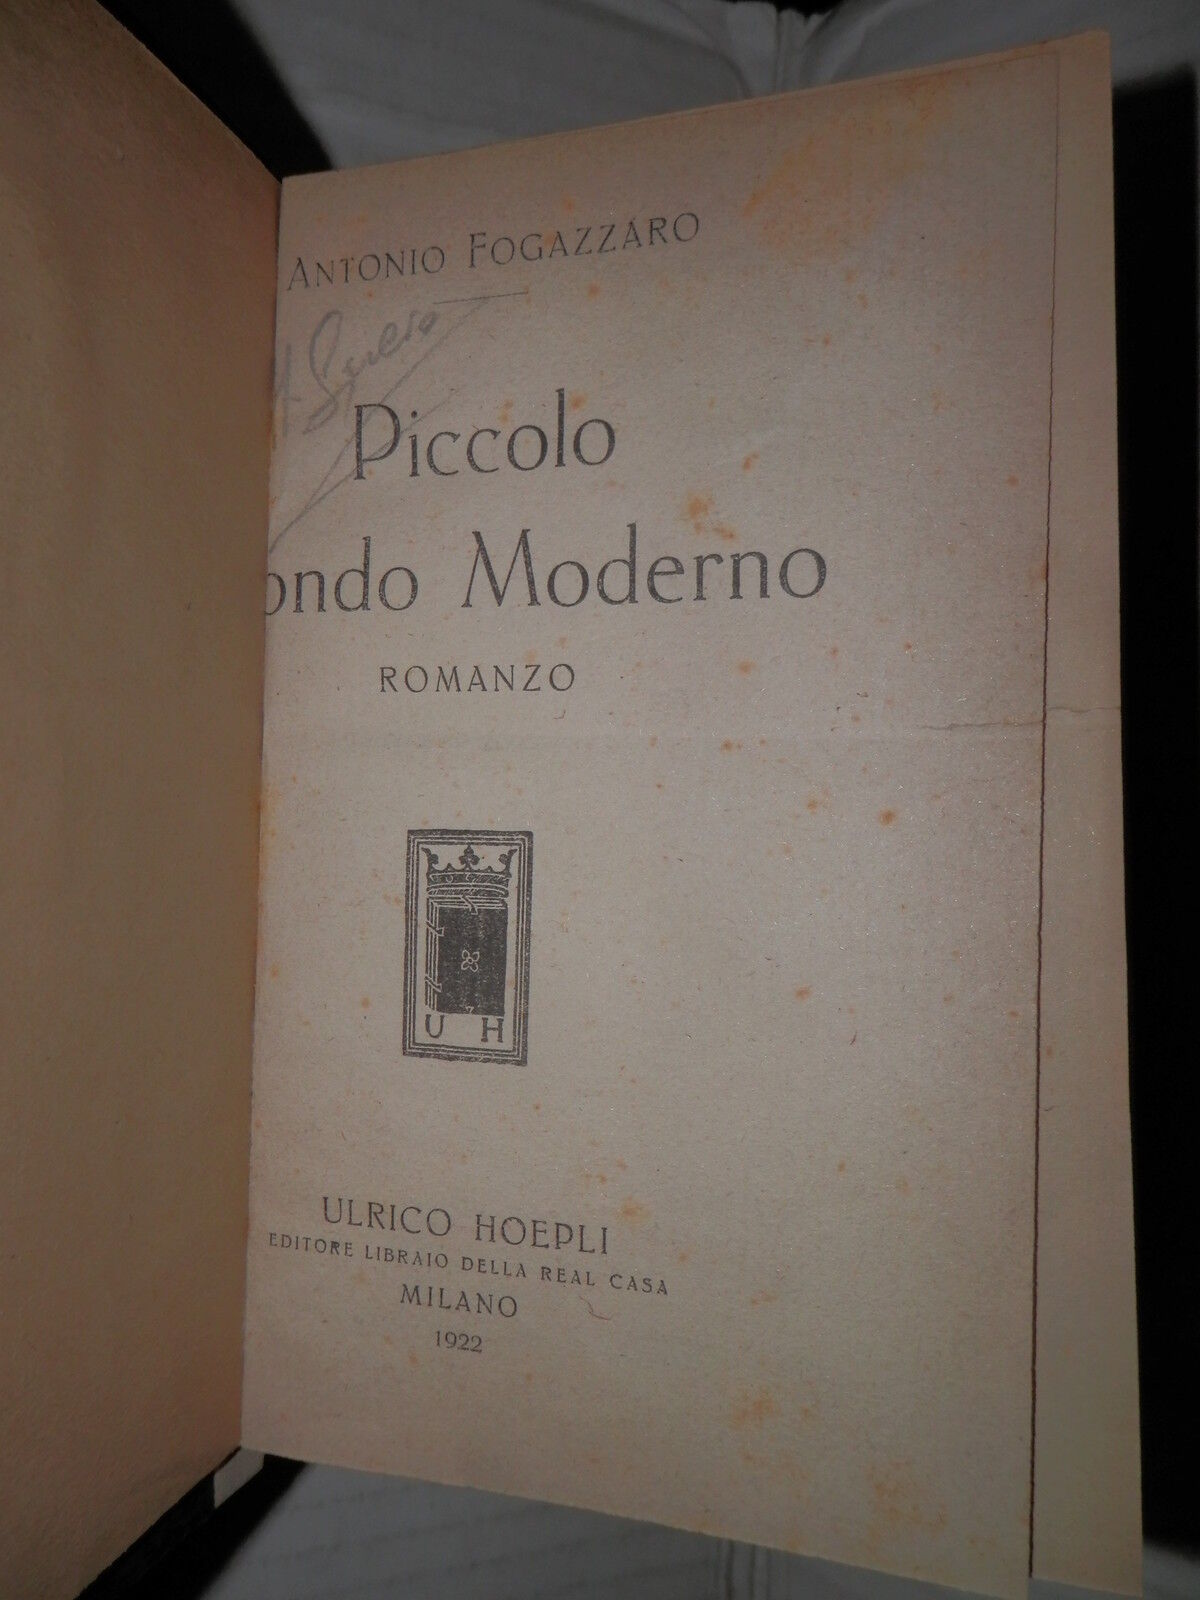 ANTONIO FOGAZZARO
Piccolo
ondo Moderno
ROMANZO
U H
ULRICO HOEPLI
EDITORE LIBRAIO DELLA REAL CASA
MILANO
1922